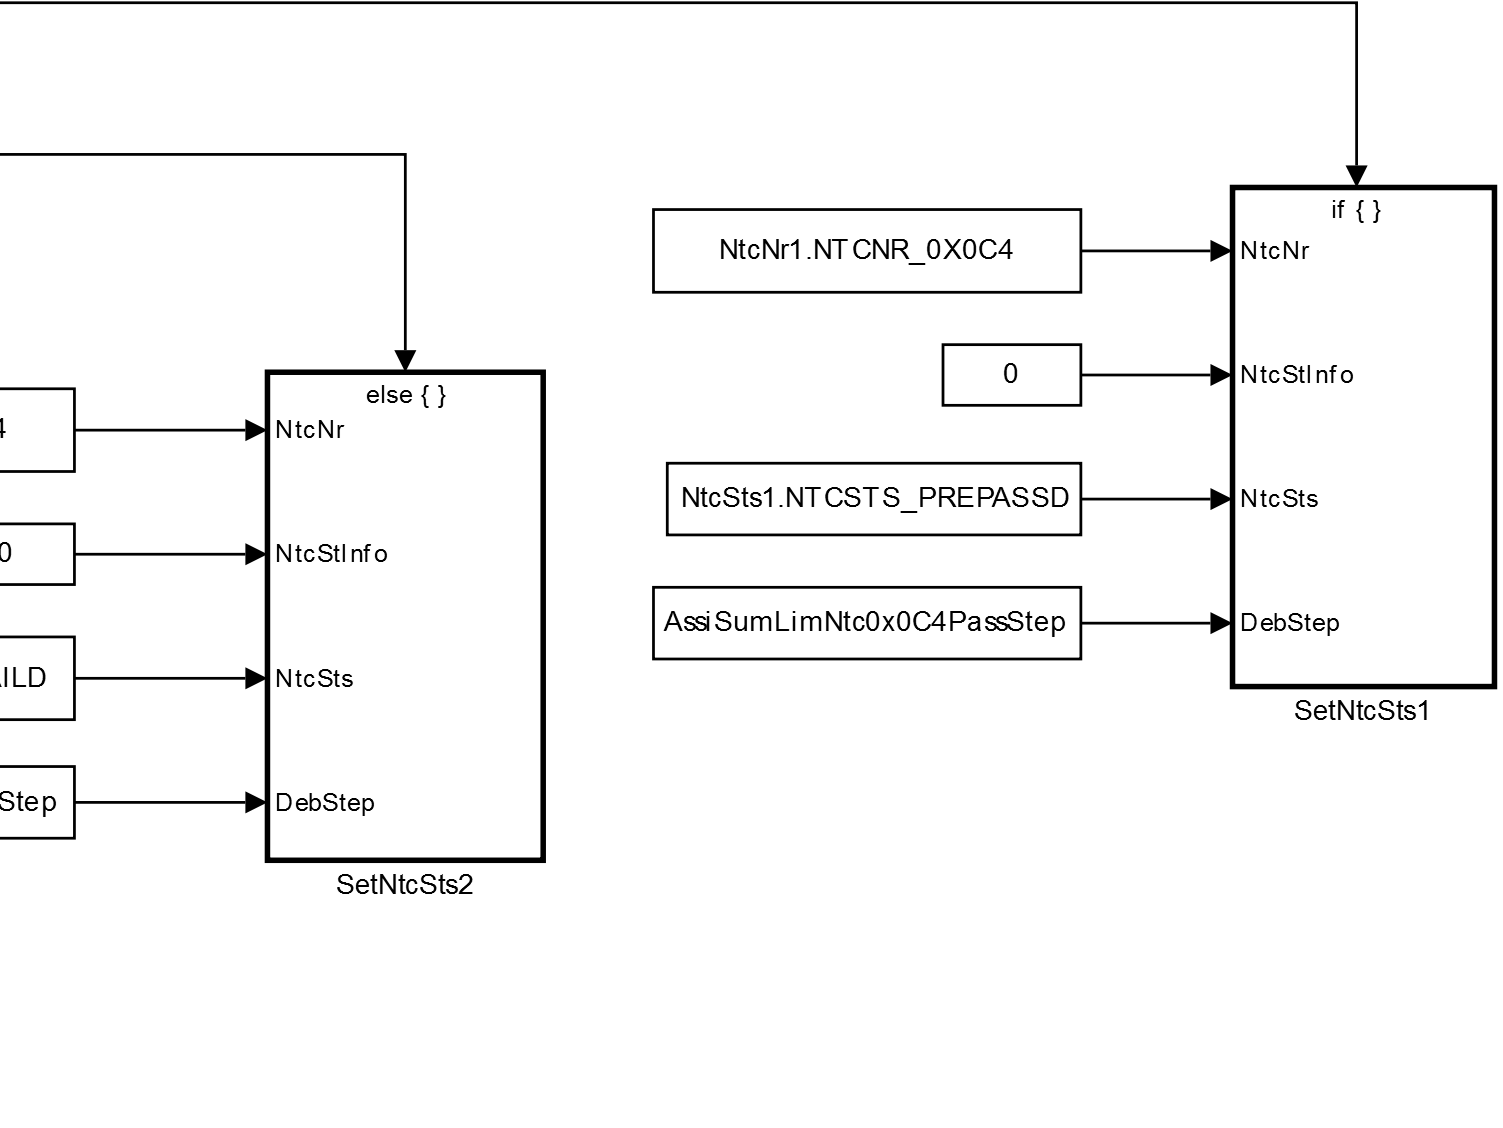 if { }
NtcNr1.NTCNR_0X0C4
NtcNr
0
NtcStInfo
NtcSts1.NTCSTS_PREPASSD
NtcSts
AssiSumLimNtc0x0C4PassStep
DebStep
SetNtcSts1
else { }
4
NtcNr
0
NtcStInfo
ILD
NtcSts
Step
DebStep
SetNtcSts2